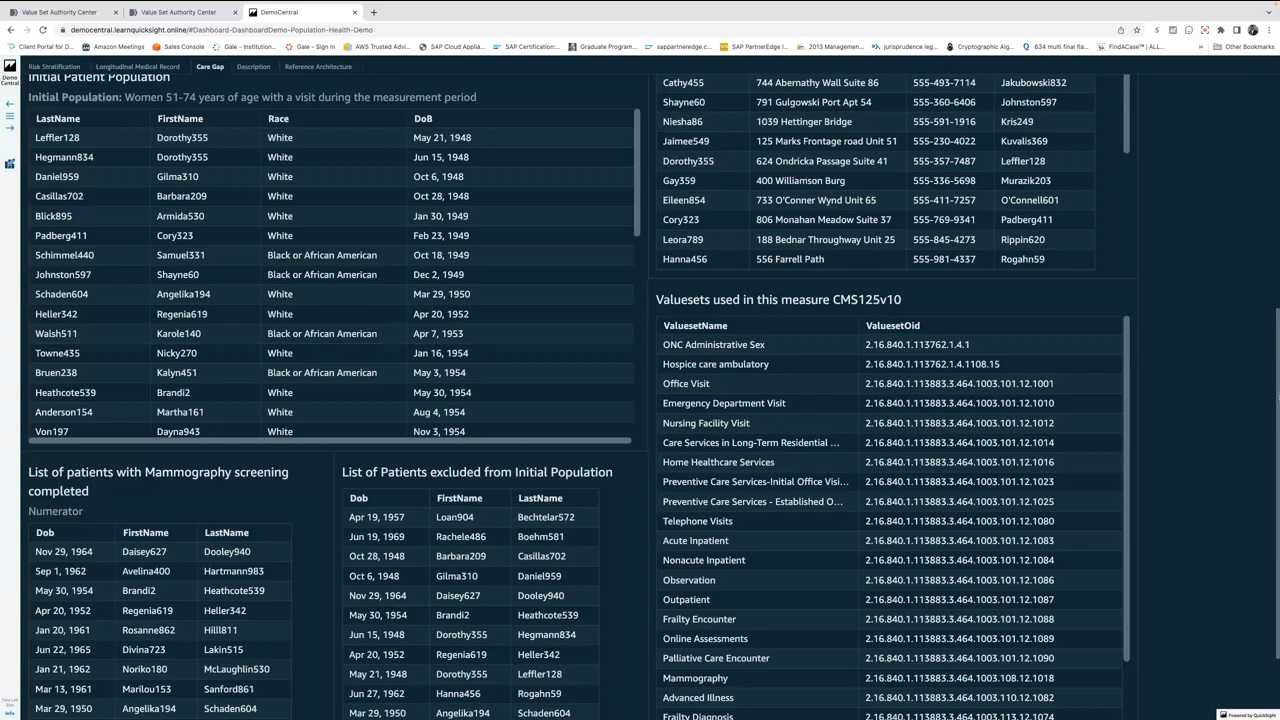 Value Set Authority Center
Value Set Authority Center
DemoCentral
democentral.learnquicksight.online/#Dashboard-DashboardDemo-Population-Health-Demo
Client Portal for D...
Amazon Meetings
Sales Console
Gale - Institution...
Gale - Sign In
AWS Trusted Advi...
SAP Cloud Applia...
SAP Certification:...
Graduate Program...
sappartneredge.c...
SAP PartnerEdge I...
2013 Managemen...
jurisprudence legal...
Cryptographic Alg...
634 multi final fla...
FindACase™ | ALL...
Other Bookmarks
Demo
Central
Risk Stratification
Longitudinal Medical Record
Care Gap
Description
Reference Architecture
Initial Patient Population
Initial Population: Women 51-74 years of age with a visit during the measurement period
LastName FirstName Race DoB
Leffler128 Dorothy355 White May 21, 1948
Hegmann834 Dorothy355 White Jun 15, 1948
Daniel959 Gilma310 White Oct 6, 1948
Casillas702 Barbara209 White Oct 28, 1948
Blick895 Armida530 White Jan 30, 1949
Padberg411 Cory323 White Feb 23, 1949
Schimmel440 Samuel331 Black or African American Oct 18, 1949
Johnston597 Shayne60 Black or African American Dec 2, 1949
Schaden604 Angelika194 White Mar 29, 1950
Heller342 Regenia619 White Apr 20, 1952
Walsh511 Karole140 Black or African American Apr 7, 1953
Towne435 Nicky270 White Jan 16, 1954
Bruen238 Kalyn451 Black or African American May 3, 1954
Heathcote539 Brandi2 White May 30, 1954
Anderson154 Martha161 White Aug 4, 1954
Von197 Dayna943 White Nov 3, 1954
Cathy455 744 Abernathy Wall Suite 86 555-493-7114 Jakubowski832
Shayne60 791 Gulgowski Port Apt 54 555-360-6406 Johnston597
Niesha86 1039 Hettinger Bridge 555-591-1916 Kris249
Jaimee549 125 Marks Frontage road Unit 51 555-230-4022 Kuvalis369
Dorothy355 624 Ondricka Passage Suite 41 555-357-7487 Leffler128
Gay359 400 Williamson Burg 555-336-5698 Murazik203
Eileen854 733 O'Conner Wynd Unit 65 555-411-7257 O'Connell601
Cory323 806 Monahan Meadow Suite 37 555-769-9341 Padberg411
Leora789 188 Bednar Throughway Unit 25 555-845-4273 Rippin620
Hanna456 556 Farrell Path 555-981-4337 Rogahn59
List of patients with Mammography screening
completed
Numerator
Dob FirstName LastName
Nov 29, 1964 Daisey627 Dooley940
Sep 1, 1962 Avelina400 Hartmann983
May 30, 1954 Brandi2 Heathcote539
Apr 20, 1952 Regenia619 Heller342
Jan 20, 1961 Rosanne862 Hilll811
Jun 22, 1965 Divina723 Lakin515
Jan 21, 1962 Noriko180 McLaughlin530
Mar 13, 1961 Marilou153 Sanford861
Mar 29, 1950 Angelika194 Schaden604
List of Patients excluded from Initial Population
Dob FirstName LastName
Apr 19, 1957 Loan904 Bechtelar572
Jun 19, 1969 Rachele486 Boehm581
Oct 28, 1948 Barbara209 Casillas702
Oct 6, 1948 Gilma310 Daniel959
Nov 29, 1964 Daisey627 Dooley940
May 30, 1954 Brandi2 Heathcote539
Jun 15, 1948 Dorothy355 Hegmann834
Apr 20, 1952 Regenia619 Heller342
May 21, 1948 Dorothy355 Leffler128
Jun 27, 1962 Hanna456 Rogahn59
Mar 29, 1950 Angelika194 Schaden604
Valuesets used in this measure CMS125v10
ValuesetName ValuesetOid
ONC Administrative Sex 2.16.840.1.113762.1.4.1
Hospice care ambulatory 2.16.840.1.113762.1.4.1108.15
Office Visit 2.16.840.1.113883.3.464.1003.101.12.1001
Emergency Department Visit 2.16.840.1.113883.3.464.1003.101.12.1010
Nursing Facility Visit 2.16.840.1.113883.3.464.1003.101.12.1012
Care Services in Long-Term Residential ... 2.16.840.1.113883.3.464.1003.101.12.1014
Home Healthcare Services 2.16.840.1.113883.3.464.1003.101.12.1016
Preventive Care Services-Initial Office Visi... 2.16.840.1.113883.3.464.1003.101.12.1023
Preventive Care Services - Established O... 2.16.840.1.113883.3.464.1003.101.12.1025
Telephone Visits 2.16.840.1.113883.3.464.1003.101.12.1080
Acute Inpatient 2.16.840.1.113883.3.464.1003.101.12.1083
Nonacute Inpatient 2.16.840.1.113883.3.464.1003.101.12.1084
Observation 2.16.840.1.113883.3.464.1003.101.12.1086
Outpatient 2.16.840.1.113883.3.464.1003.101.12.1087
Frailty Encounter 2.16.840.1.113883.3.464.1003.101.12.1088
Online Assessments 2.16.840.1.113883.3.464.1003.101.12.1089
Palliative Care Encounter 2.16.840.1.113883.3.464.1003.101.12.1090
Mammography 2.16.840.1.113883.3.464.1003.108.12.1018
Advanced Illness 2.16.840.1.113883.3.464.1003.110.12.1082
Frailty Diagnosis 2.16.840.1.113883.3.464.1003.113.12.1074
Info
Powered by QuickSight